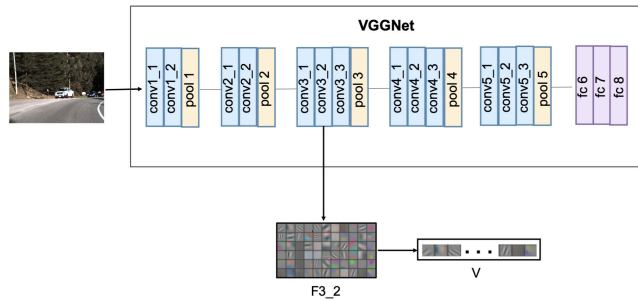 VGGNet
conv1_1
conv1_2
pool 1
conv2_1
conv2_2
pool 2
conv3_1
conv3_2
conv3_3
pool 3
conv4_1
conv4_2
conv4_3
pool 4
conv5_1
conv5_2
conv5_3
pool 5
fc 6
fc 7
fc 8
F3_2
V